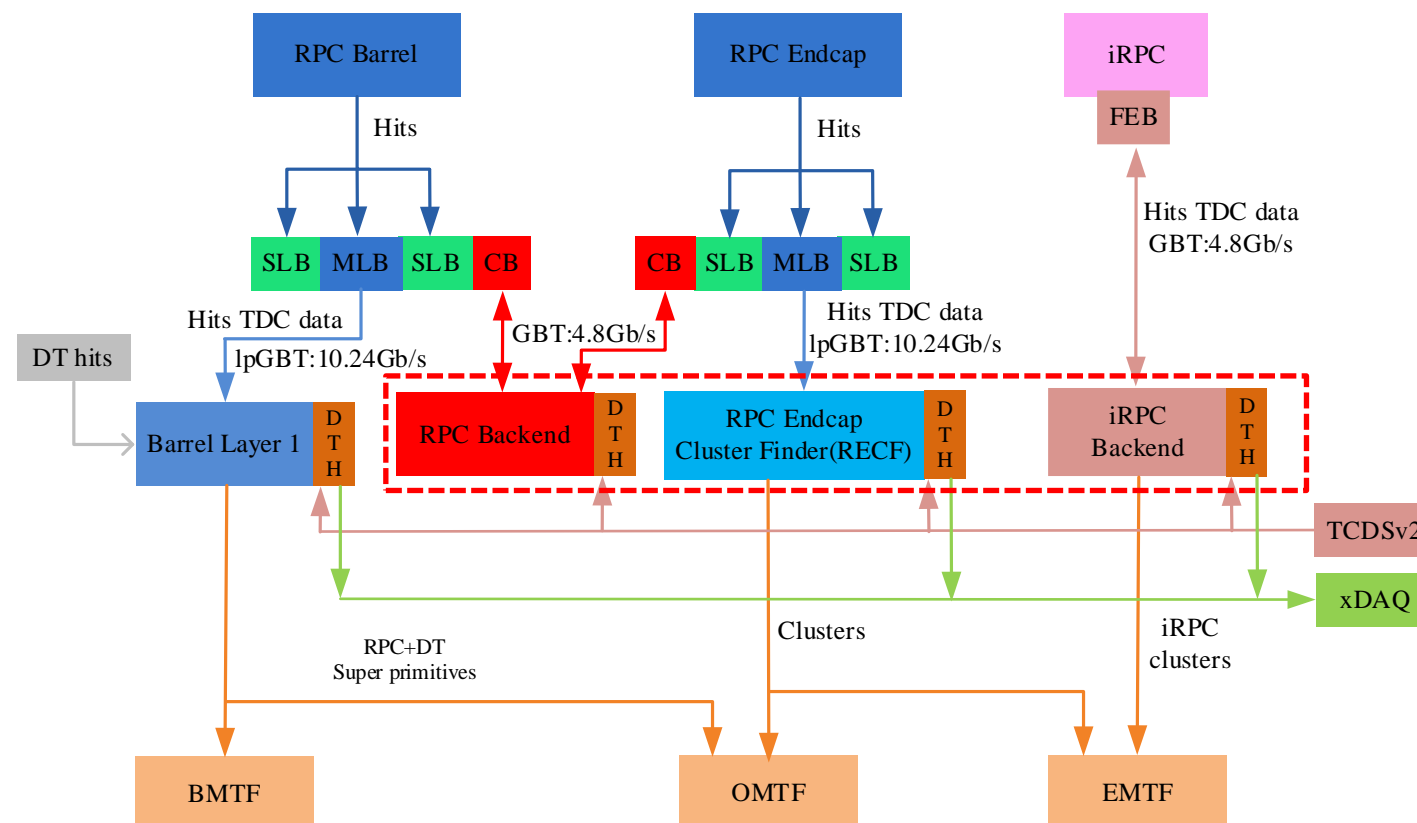 RPC Barrel
RPC Endcap
iRPC
FEB
Hits
Hits
Hits TDC data
GBT:4.8Gb/s
SLB
MLB
SLB
CB
CB
SLB
MLB
SLB
Hits TDC data
lpGBT:10.24Gb/s
GBT:4.8Gb/s
Hits TDC data
lpGBT:10.24Gb/s
DT hits
Barrel Layer 1
D
T
H
RPC Backend
D
T
H
RPC Endcap
Cluster Finder(RECF)
D
T
H
iRPC
Backend
D
T
H
TCDSv2
xDAQ
RPC+DT
Super primitives
Clusters
iRPC
clusters
BMTF
OMTF
EMTF